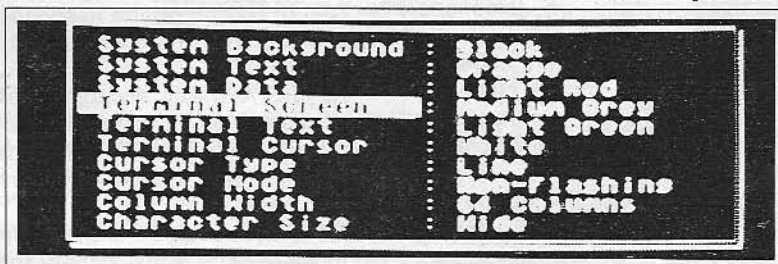 System Background : Black
System Text : Orange
System Data : Light Red
Terminal Screen : Medium Grey
Terminal Text : Light Green
Terminal Cursor : White
Cursor Type : Line
Cursor Mode : Non-Flashing
Column Width : 64 Columns
Character Size : Wide